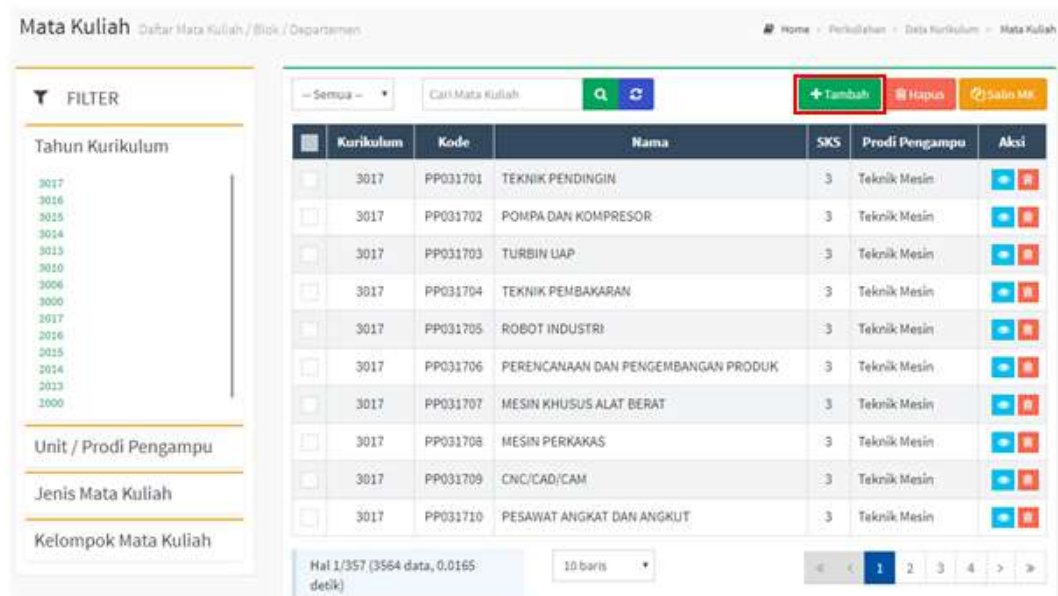 Mata Kuliah Daftar Mata Kuliah / Blok / Departemen
Home Perkuliahan Data Kurikulum Mata Kuliah
FILTER
Tahun Kurikulum
3017
3016
3015
3014
3013
3010
3006
3000
2017
2016
2015
2014
2013
2000
Unit / Prodi Pengampu
Jenis Mata Kuliah
Kelompok Mata Kuliah
-- Semua -- Cari Mata Kuliah + Tambah Hapus Salin MK
Kurikulum Kode Nama SKS Prodi Pengampu Aksi
3017 PP031701 TEKNIK PENDINGIN 3 Teknik Mesin
3017 PP031702 POMPA DAN KOMPRESOR 3 Teknik Mesin
3017 PP031703 TURBIN UAP 3 Teknik Mesin
3017 PP031704 TEKNIK PEMBAKARAN 3 Teknik Mesin
3017 PP031705 ROBOT INDUSTRI 3 Teknik Mesin
3017 PP031706 PERENCANAAN DAN PENGEMBANGAN PRODUK 3 Teknik Mesin
3017 PP031707 MESIN KHUSUS ALAT BERAT 3 Teknik Mesin
3017 PP031708 MESIN PERKAKAS 3 Teknik Mesin
3017 PP031709 CNC/CAD/CAM 3 Teknik Mesin
3017 PP031710 PESAWAT ANGKAT DAN ANGKUT 3 Teknik Mesin
Hal 1/357 (3564 data, 0.0165
detik)
10 baris
« < 1 2 3 4 > »